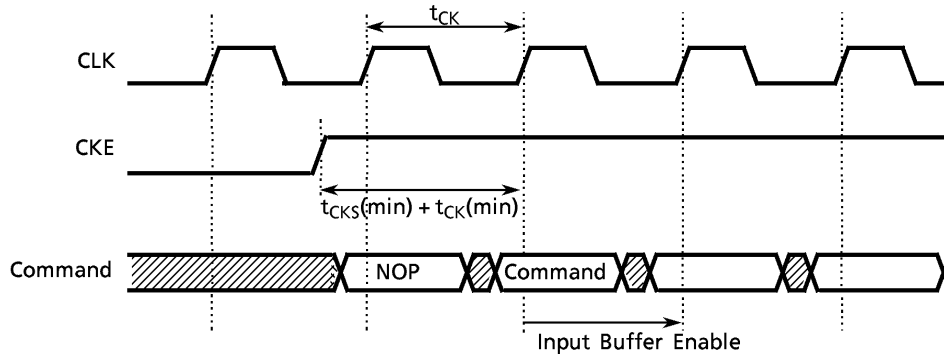 tCK
CLK
CKE
tCKS(min) + tCK(min)
Command
NOP
Command
Input Buffer Enable